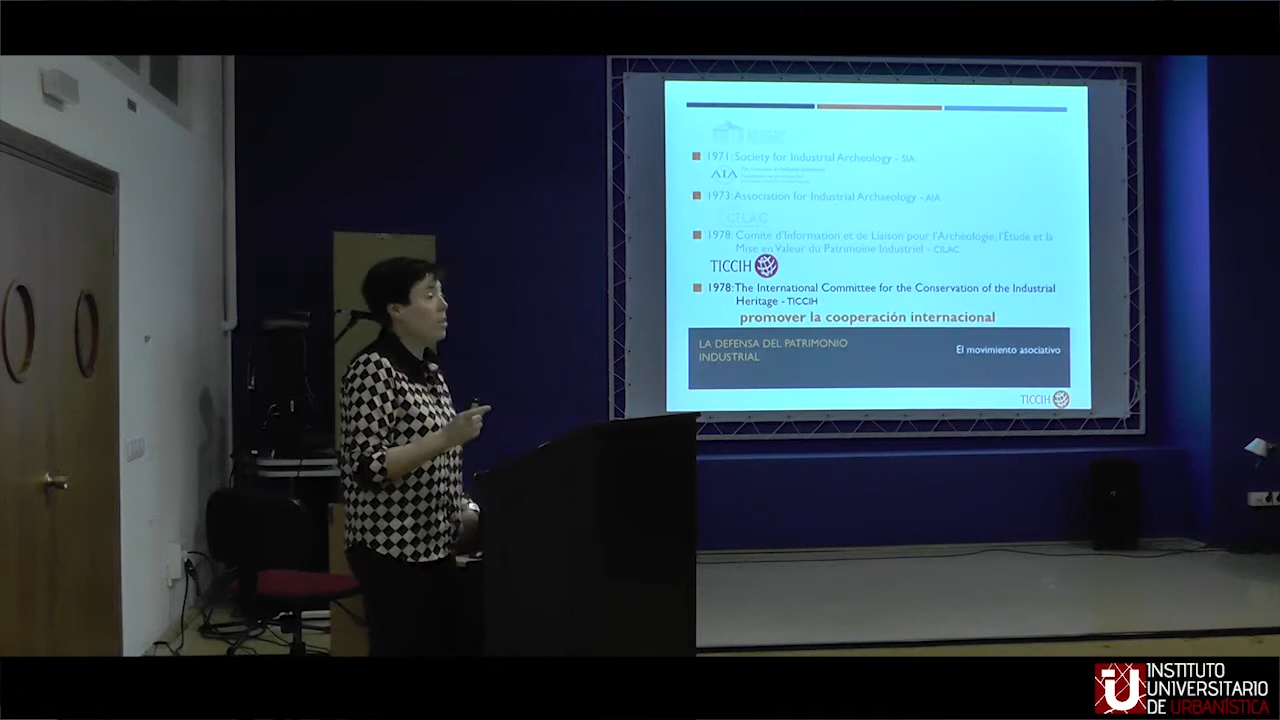 1971: Society for Industrial Archeology - SIA
AIA
1973: Association for Industrial Archaeology - AIA
CILAC
1978: Comité d'Information et de Liaison pour l'Archéologie, l'Étude et la
Mise en Valeur du Patrimoine Industriel - CILAC
TICCIH
1978: The International Committee for the Conservation of the Industrial
Heritage - TICCIH
promover la cooperación internacional
LA DEFENSA DEL PATRIMONIO
INDUSTRIAL
El movimiento asociativo
TICCIH
IU INSTITUTO
UNIVERSITARIO
DE URBANÍSTICA